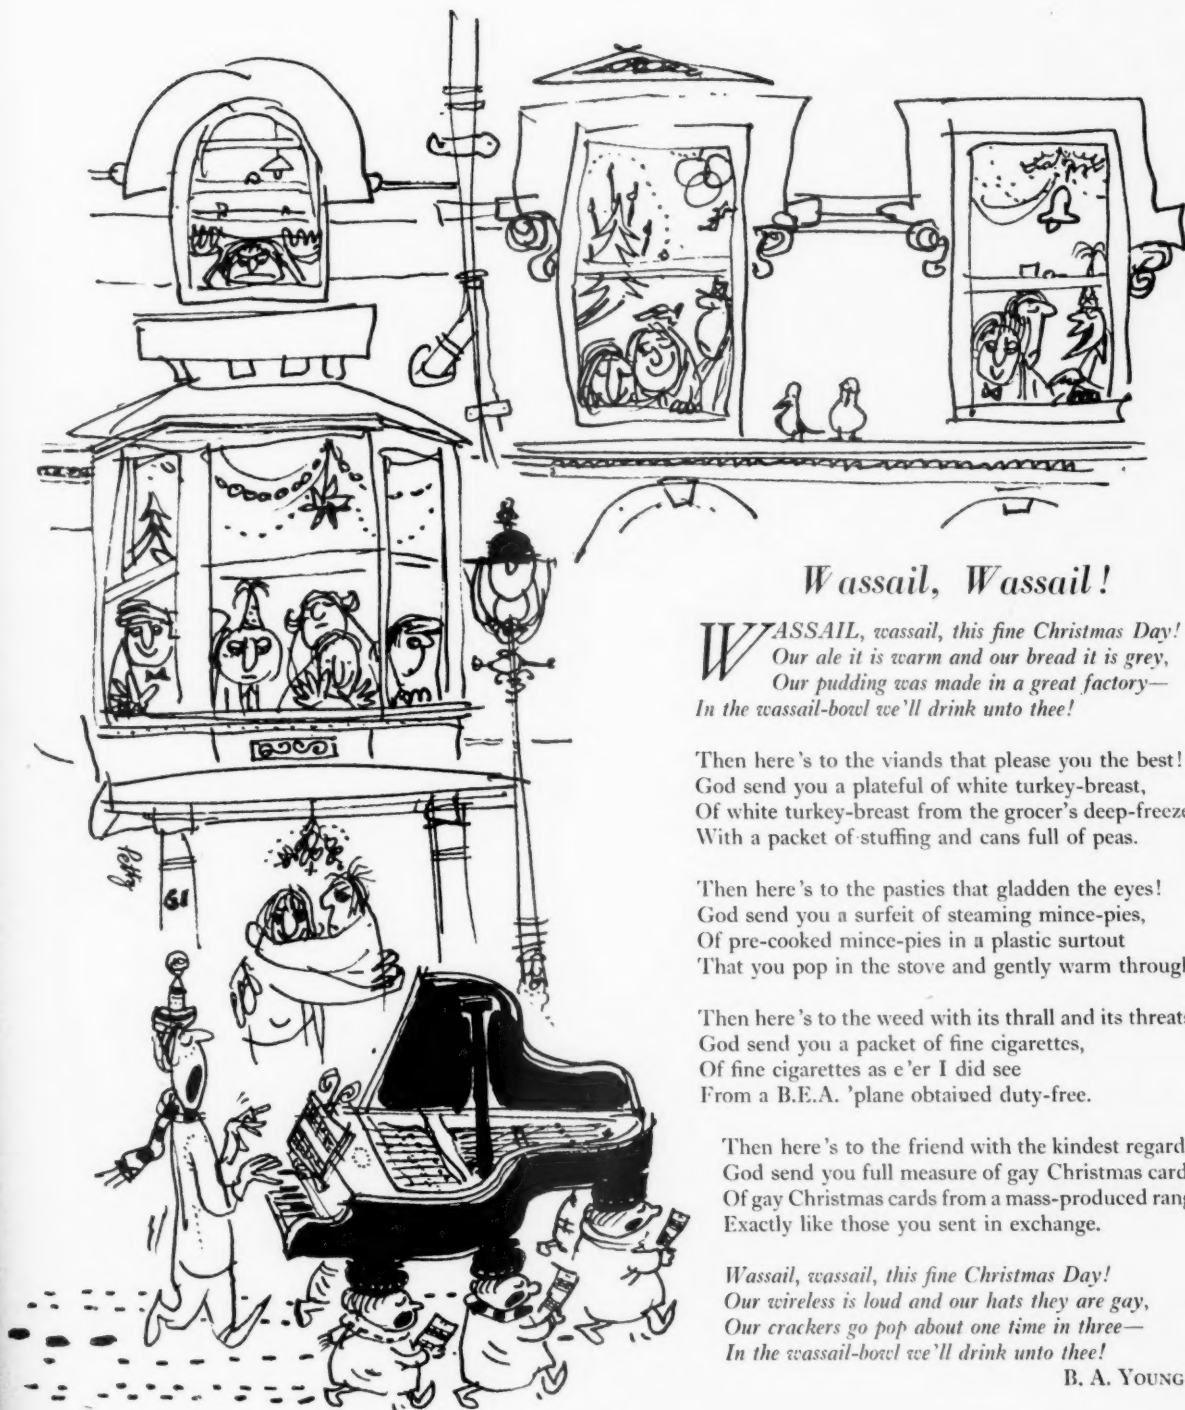 Petty
61
Wassail, Wassail!
WASSAIL, wassail, this fine Christmas Day!
Our ale it is warm and our bread it is grey,
Our pudding was made in a great factory—
In the wassail-bowl we'll drink unto thee!
Then here's to the viands that please you the best!
God send you a plateful of white turkey-breast,
Of white turkey-breast from the grocer's deep-freeze
With a packet of stuffing and cans full of peas.
Then here's to the pasties that gladden the eyes!
God send you a surfeit of steaming mince-pies,
Of pre-cooked mince-pies in a plastic surtout
That you pop in the stove and gently warm through
Then here's to the weed with its thrall and its threats
God send you a packet of fine cigarettes,
Of fine cigarettes as e'er I did see
From a B.E.A. 'plane obtained duty-free.
Then here's to the friend with the kindest regard
God send you full measure of gay Christmas card
Of gay Christmas cards from a mass-produced rang
Exactly like those you sent in exchange.
Wassail, wassail, this fine Christmas Day!
Our wireless is loud and our hats they are gay,
Our crackers go pop about one time in three—
In the wassail-bowl we'll drink unto thee!
B. A. YOUNG